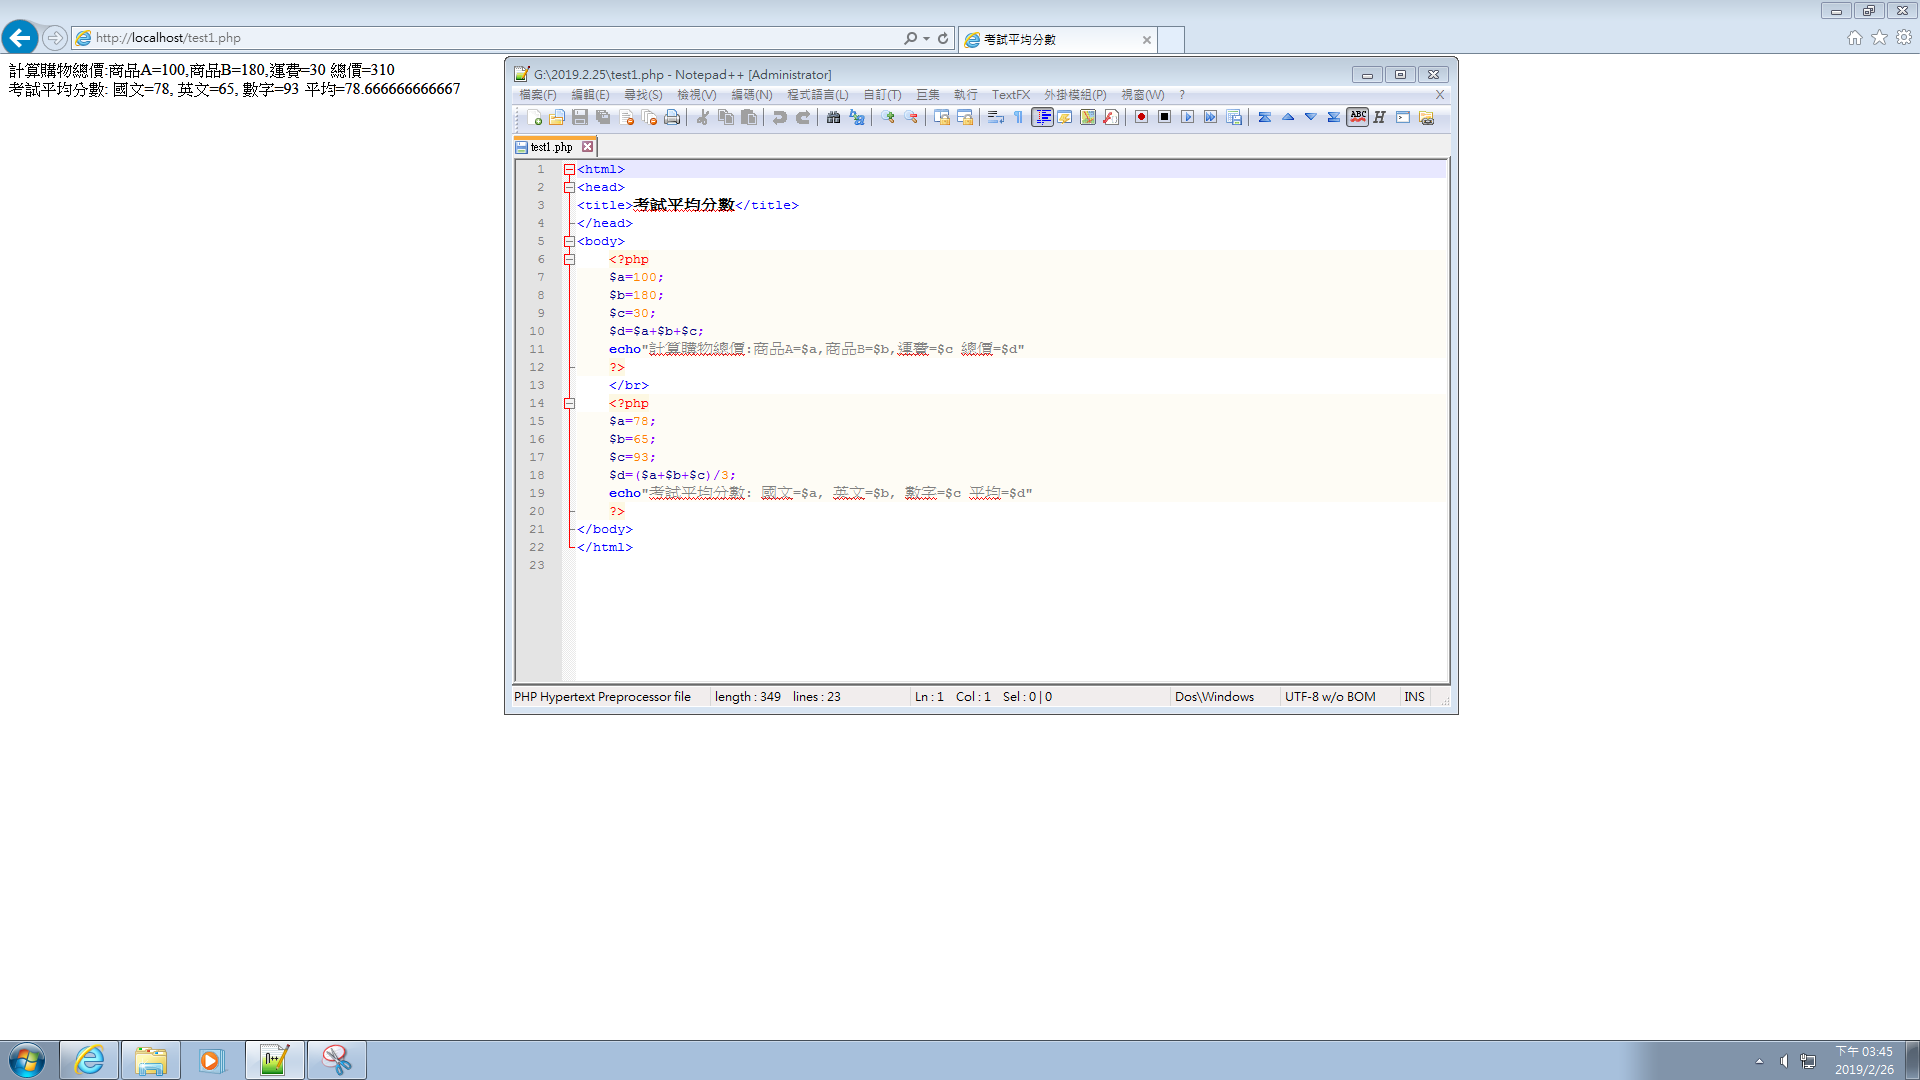 http://localhost/test1.php
考試平均分數
計算購物總價:商品A=100,商品B=180,運費=30 總價=310
考試平均分數: 國文=78, 英文=65, 數字=93 平均=78.666666666667
G:\2019.2.25\test1.php - Notepad++ [Administrator]
檔案(F) 編輯(E) 尋找(S) 檢視(V) 編碼(N) 程式語言(L) 自訂(T) 巨集 執行 TextFX 外掛模組(P) 視窗(W) ? X
test1.php
1 <html>
2 <head>
3 <title>考試平均分數</title>
4 </head>
5 <body>
6 <?php
7 $a=100;
8 $b=180;
9 $c=30;
10 $d=$a+$b+$c;
11 echo"計算購物總價:商品A=$a,商品B=$b,運費=$c 總價=$d"
12 ?>
13 </br>
14 <?php
15 $a=78;
16 $b=65;
17 $c=93;
18 $d=($a+$b+$c)/3;
19 echo"考試平均分數: 國文=$a, 英文=$b, 數字=$c 平均=$d"
20 ?>
21 </body>
22 </html>
23
PHP Hypertext Preprocessor file length : 349 lines : 23 Ln : 1 Col : 1 Sel : 0 | 0 Dos\Windows UTF-8 w/o BOM INS
下午 03:45
2019/2/26